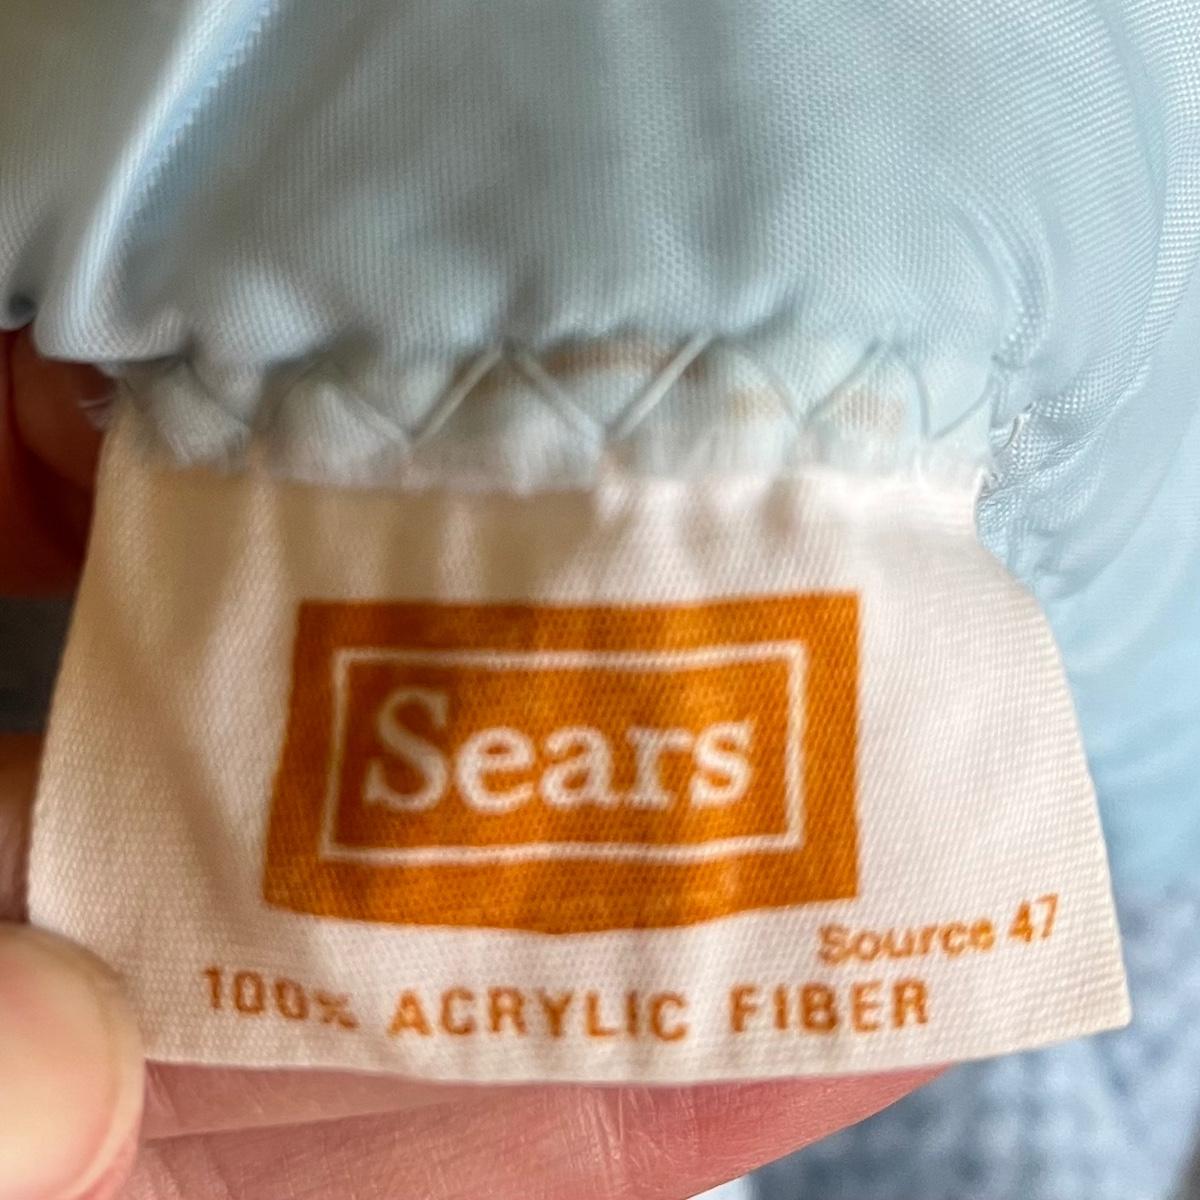 Sears
Source 47
100% ACRYLIC FIBER